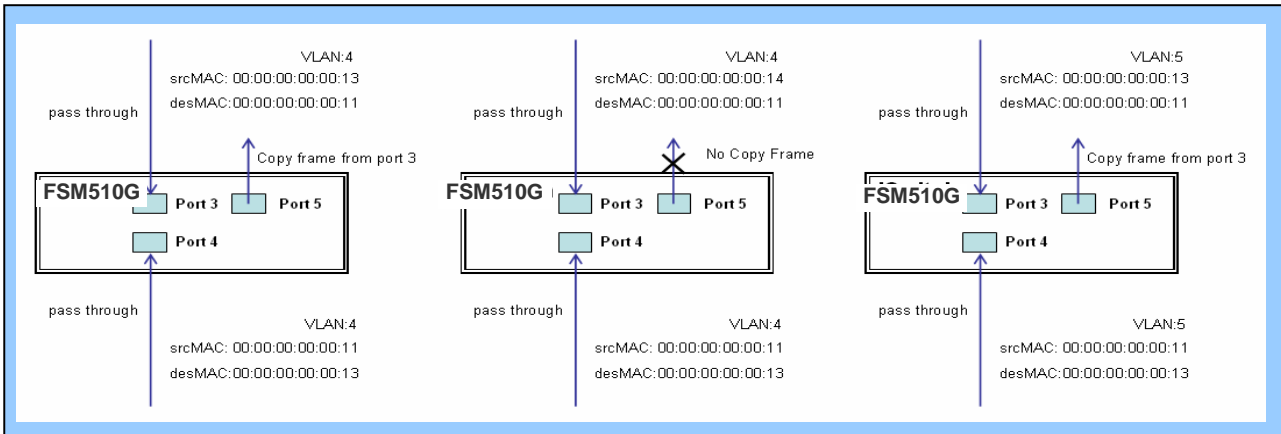 VLAN:4
srcMAC: 00:00:00:00:00:13
desMAC:00:00:00:00:00:11
pass through
Copy frame from port 3
FSM510G
Port 3
Port 5
Port 4
pass through
VLAN:4
srcMAC: 00:00:00:00:00:11
desMAC:00:00:00:00:00:13
VLAN:4
srcMAC: 00:00:00:00:00:14
desMAC:00:00:00:00:00:11
pass through
No Copy Frame
FSM510G
Port 3
Port 5
Port 4
pass through
VLAN:4
srcMAC: 00:00:00:00:00:11
desMAC:00:00:00:00:00:13
VLAN:5
srcMAC: 00:00:00:00:00:13
desMAC:00:00:00:00:00:11
pass through
Copy frame from port 3
FSM510G
Port 3
Port 5
Port 4
pass through
VLAN:5
srcMAC: 00:00:00:00:00:11
desMAC:00:00:00:00:00:13